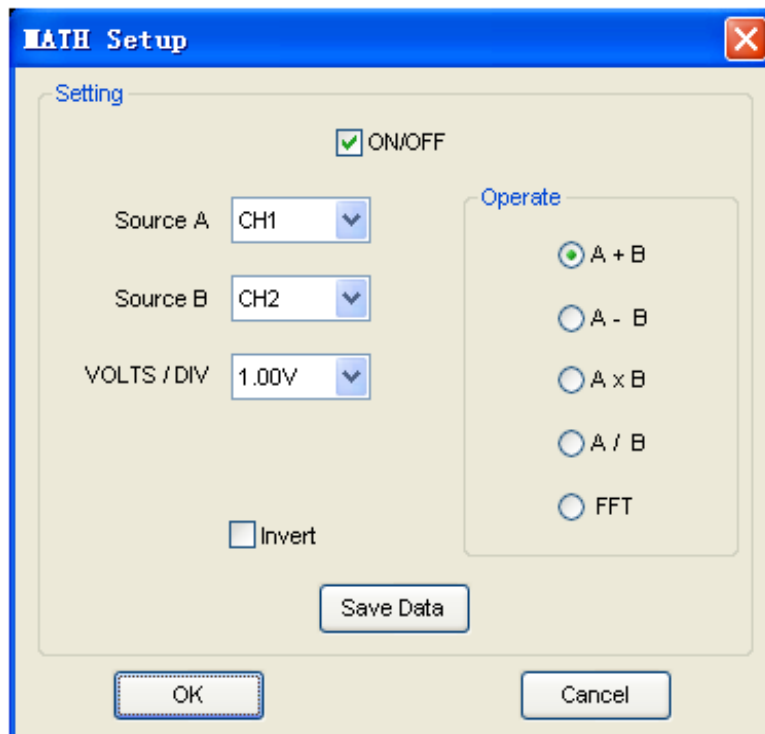 MATH Setup
Setting
ON/OFF
Source A CH1
Source B CH2
VOLTS / DIV 1.00V
Invert
Operate
A + B
A - B
A x B
A / B
FFT
Save Data
OK
Cancel